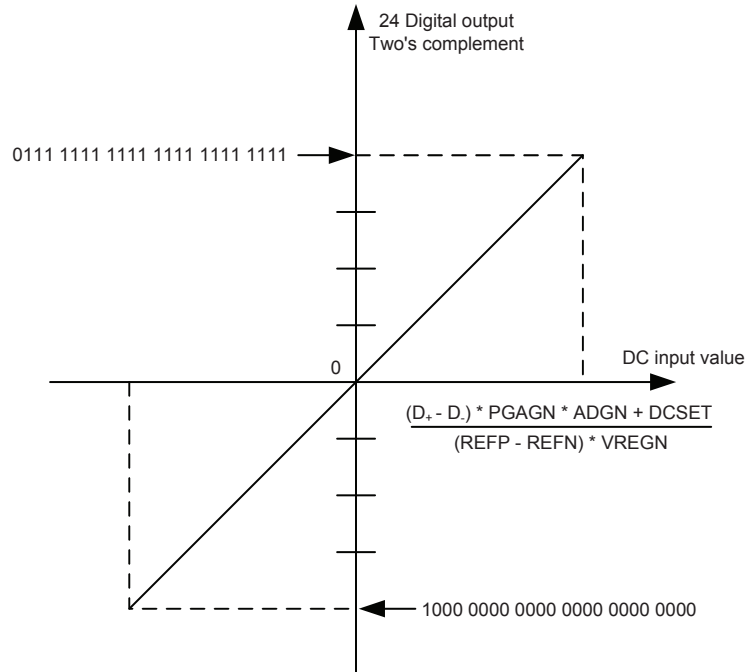 24 Digital output
Two's complement
0111 1111 1111 1111 1111 1111
0
DC input value
(D+ - D-) * PGAGN * ADGN + DCSET
(REFP - REFN) * VREGN
1000 0000 0000 0000 0000 0000